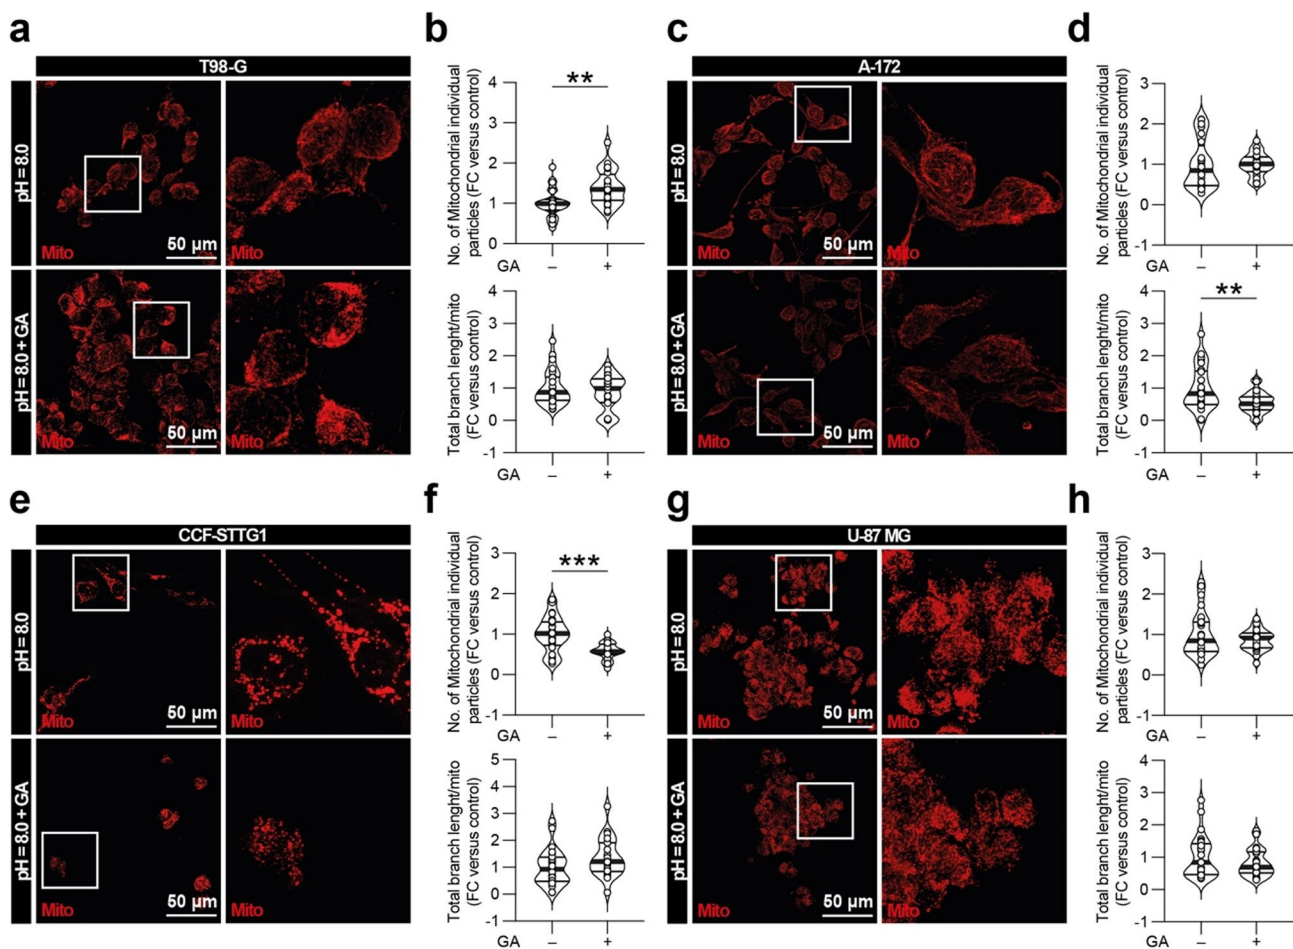 a
T98-G
pH = 8.0
Mito
50 µm
Mito
pH = 8.0 + GA
Mito
50 µm
Mito
b
No. of Mitochondrial individual
particles (FC versus control)
4
3
2
1
0
**
GA
–
+
Total branch lenght/mito
(FC versus control)
4
3
2
1
0
-1
GA
–
+
c
A-172
pH = 8.0
Mito
50 µm
Mito
pH = 8.0 + GA
Mito
50 µm
Mito
d
No. of Mitochondrial individual
particles (FC versus control)
4
3
2
1
0
-1
GA
–
+
Total branch lenght/mito
(FC versus control)
4
3
2
1
0
-1
**
GA
–
+
e
CCF-STTG1
pH = 8.0
Mito
50 µm
Mito
pH = 8.0 + GA
Mito
50 µm
Mito
f
No. of Mitochondrial individual
particles (FC versus control)
3
2
1
0
-1
***
GA
–
+
Total branch lenght/mito
(FC versus control)
5
4
3
2
1
0
-1
GA
–
+
g
U-87 MG
pH = 8.0
Mito
50 µm
Mito
pH = 8.0 + GA
Mito
50 µm
Mito
h
No. of Mitochondrial individual
particles (FC versus control)
3
2
1
0
-1
GA
–
+
Total branch lenght/mito
(FC versus control)
4
3
2
1
0
-1
GA
–
+